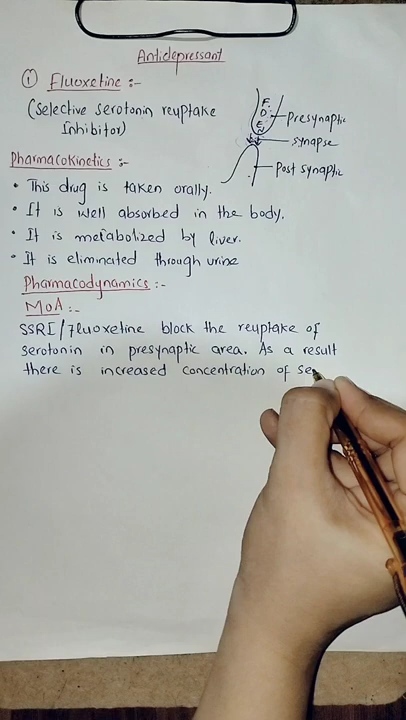 Antidepressant
① Fluoxetine :-
(Selective serotonin reuptake
Inhibitor)
Presynaptic
synapse
Post synaptic
Pharmacokinetics :-
• This drug is taken orally.
• It is well absorbed in the body.
• It is metabolized by liver.
• It is eliminated through urine
Pharmacodynamics :-
MoA :-
SSRI/Fluoxetine block the reuptake of
serotonin in presynaptic area. As a result
there is increased concentration of se